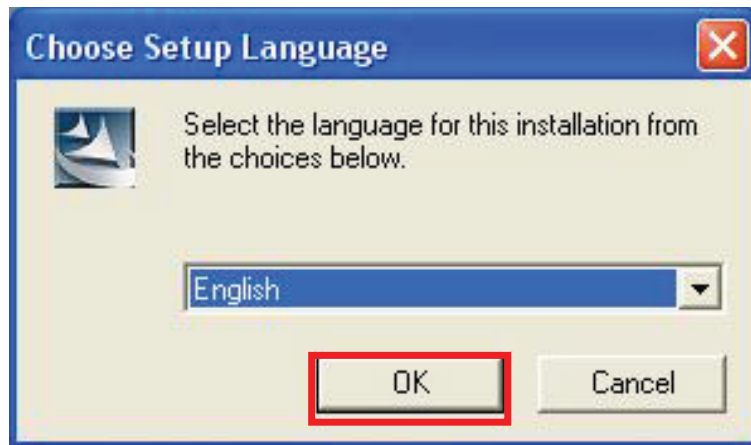 Choose Setup Language
Select the language for this installation from
the choices below.
English
OK
Cancel